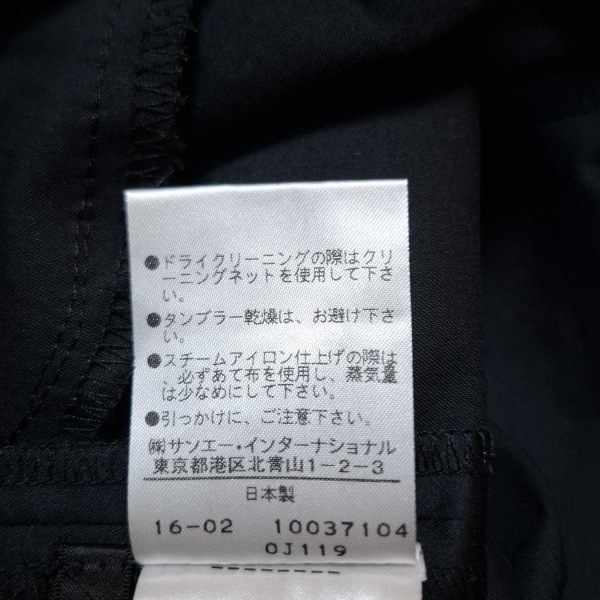 ●ドライクリーニングの際はクリ
ーニングネットを使用して下さ
い。
●タンブラー乾燥は、お避け下さ
い。
●スチームアイロン仕上げの際は
、必ずあて布を使用し、蒸気量
は少なめにして下さい。
●引っかけに、ご注意下さい。
㈱サンエー・インターナショナル
東京都港区北青山1-2-3
日本製
16-02 10037104
OJ119